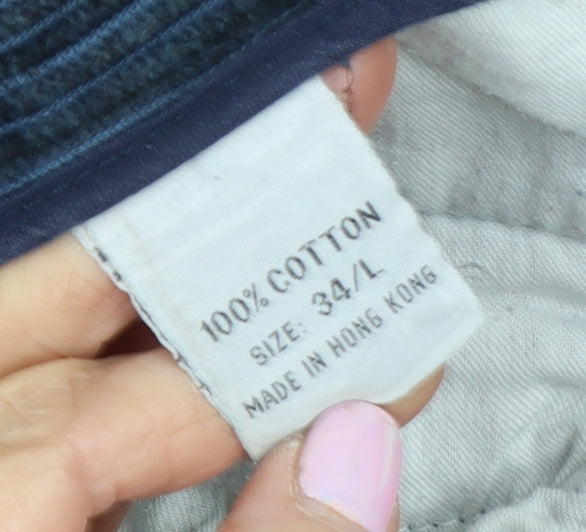 100% COTTON
SIZE: 34/L
MADE IN HONG KONG